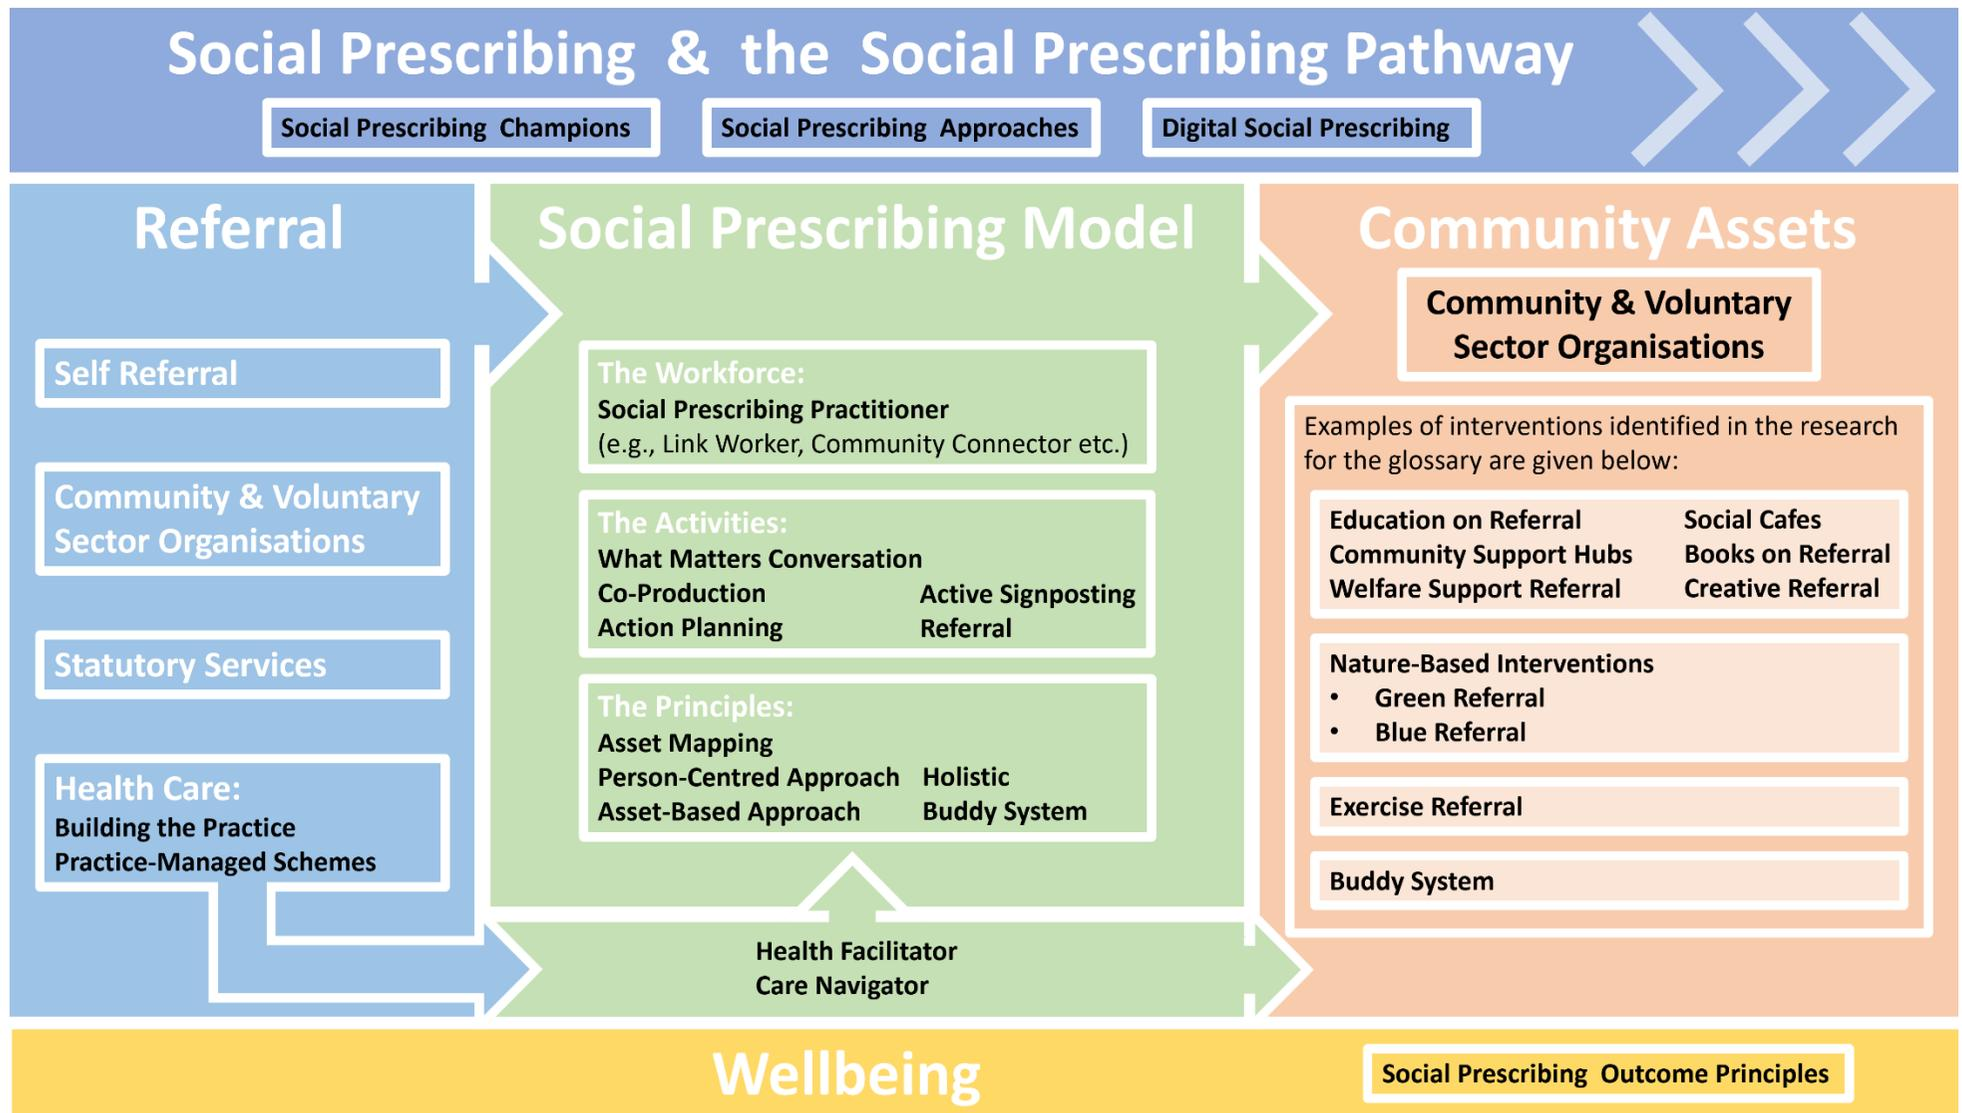 Social Prescribing & the Social Prescribing Pathway
Social Prescribing Champions
Social Prescribing Approaches
Digital Social Prescribing
Referral
Self Referral
Community & Voluntary
Sector Organisations
Statutory Services
Health Care:
Building the Practice
Practice-Managed Schemes
Social Prescribing Model
The Workforce:
Social Prescribing Practitioner
(e.g., Link Worker, Community Connector etc.)
The Activities:
What Matters Conversation
Co-Production
Active Signposting
Action Planning
Referral
The Principles:
Asset Mapping
Person-Centred Approach
Holistic
Asset-Based Approach
Buddy System
Health Facilitator
Care Navigator
Community Assets
Community & Voluntary
Sector Organisations
Examples of interventions identified in the research
for the glossary are given below:
Education on Referral
Social Cafes
Community Support Hubs
Books on Referral
Welfare Support Referral
Creative Referral
Nature-Based Interventions
• Green Referral
• Blue Referral
Exercise Referral
Buddy System
Wellbeing
Social Prescribing Outcome Principles